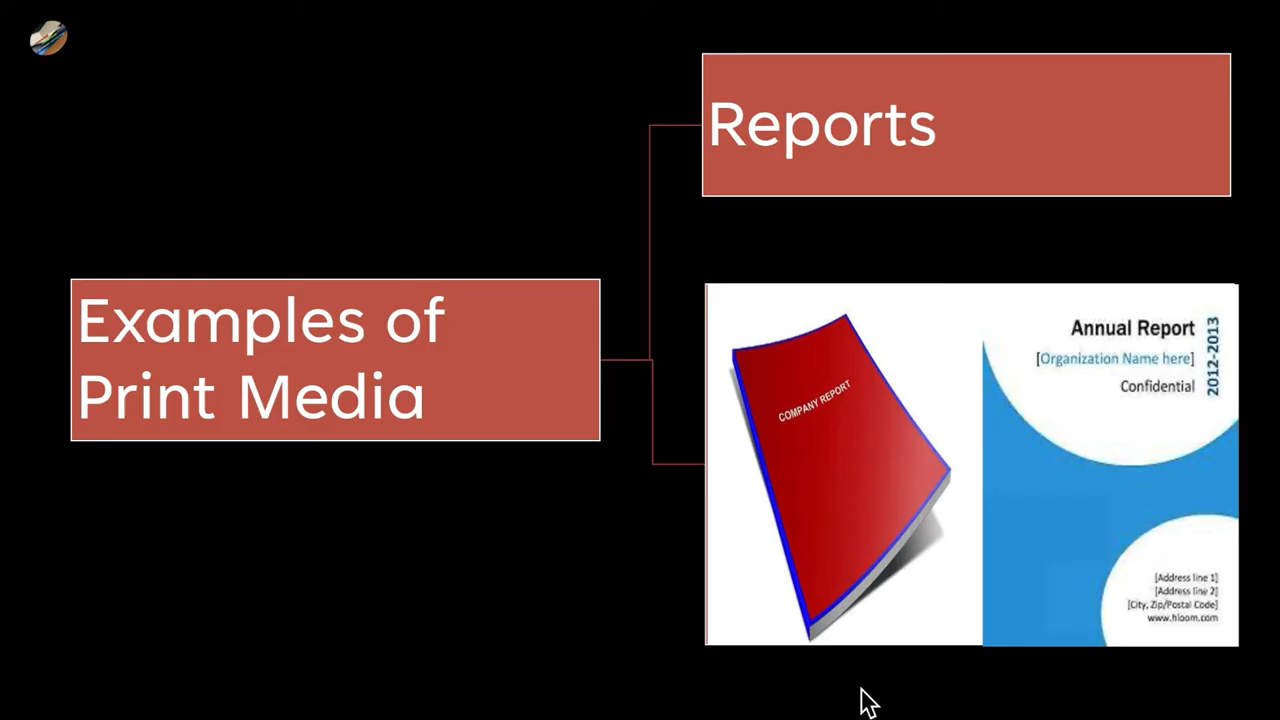 Reports
Examples of
Print Media
COMPANY REPORT
Annual Report
[Organization Name here]
Confidential
2012-2013
[Address line 1]
[Address line 2]
[City, Zip/Postal Code]
www.hloom.com